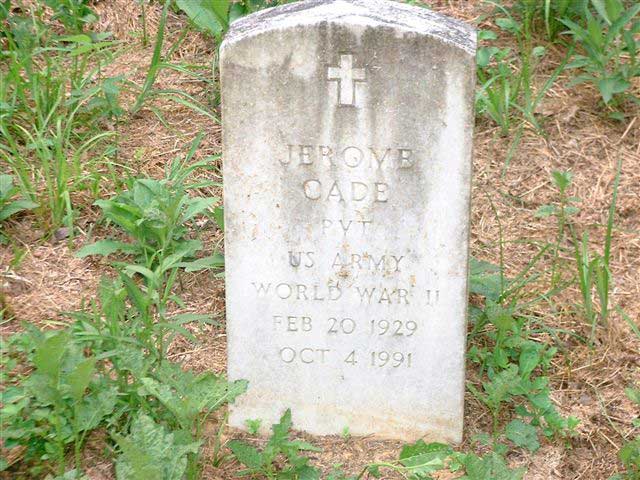 JEROME
CADE
PVT
US ARMY
WORLD WAR II
FEB 20 1929
OCT 4 1991